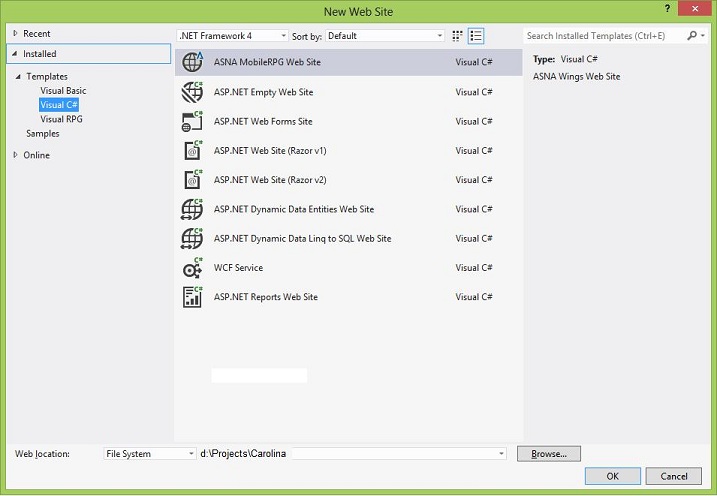 New Web Site
? ×
Recent
Installed
Templates
Visual Basic
Visual C#
Visual RPG
Samples
Online
.NET Framework 4 Sort by: Default
Search Installed Templates (Ctrl+E)
ASNA MobileRPG Web Site Visual C#
ASP.NET Empty Web Site Visual C#
ASP.NET Web Forms Site Visual C#
ASP.NET Web Site (Razor v1) Visual C#
ASP.NET Web Site (Razor v2) Visual C#
ASP.NET Dynamic Data Entities Web Site Visual C#
ASP.NET Dynamic Data Linq to SQL Web Site Visual C#
WCF Service Visual C#
ASP.NET Reports Web Site Visual C#
Type: Visual C#
ASNA Wings Web Site
Web location: File System d:\Projects\Carolina Browse...
OK Cancel